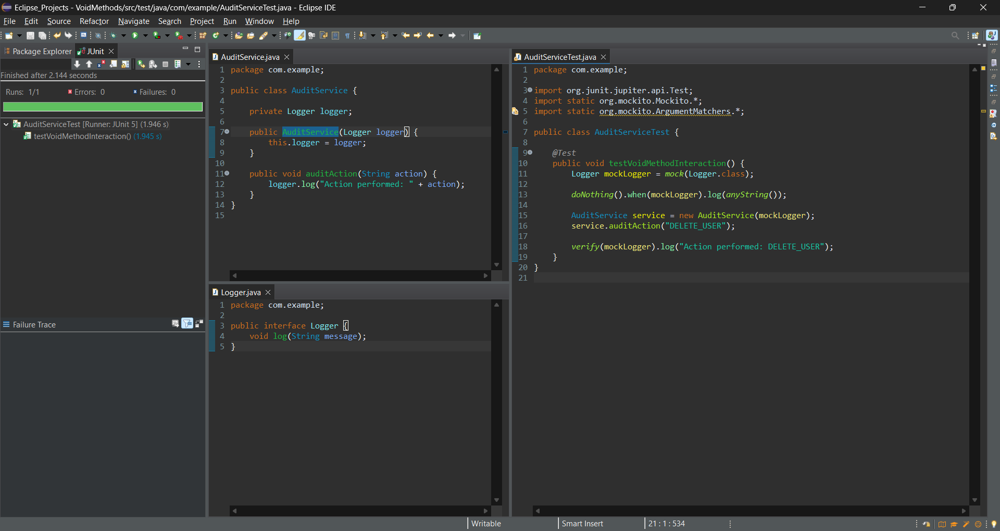 Eclipse_Projects - VoidMethods/src/test/java/com/example/AuditServiceTest.java - Eclipse IDE
File Edit Source Refactor Navigate Search Project Run Window Help
Package Explorer JUnit
Finished after 2.144 seconds
Runs: 1/1 Errors: 0 Failures: 0
AuditServiceTest [Runner: JUnit 5] (1.946 s)
testVoidMethodInteraction() (1.945 s)
Failure Trace
AuditService.java
1 package com.example;
2
3 public class AuditService {
4
5 private Logger logger;
6
7 public AuditService(Logger logger) {
8 this.logger = logger;
9 }
10
11 public void auditAction(String action) {
12 logger.log("Action performed: " + action);
13 }
14 }
15
Logger.java
1 package com.example;
2
3 public interface Logger {
4 void log(String message);
5 }
AuditServiceTest.java
1 package com.example;
2
3 import org.junit.jupiter.api.Test;
4 import static org.mockito.Mockito.*;
5 import static org.mockito.ArgumentMatchers.*;
6
7 public class AuditServiceTest {
8
9 @Test
10 public void testVoidMethodInteraction() {
11 Logger mockLogger = mock(Logger.class);
12
13 doNothing().when(mockLogger).log(anyString());
14
15 AuditService service = new AuditService(mockLogger);
16 service.auditAction("DELETE_USER");
17
18 verify(mockLogger).log("Action performed: DELETE_USER");
19 }
20 }
21
Writable Smart Insert 21 : 1 : 534